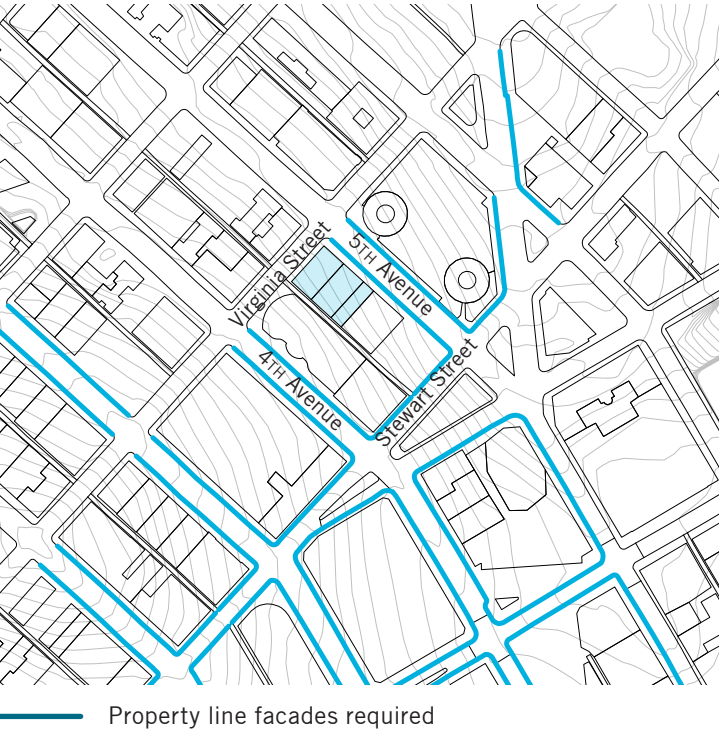 Virginia Street
5TH Avenue
4TH Avenue
Stewart Street
Property line facades required